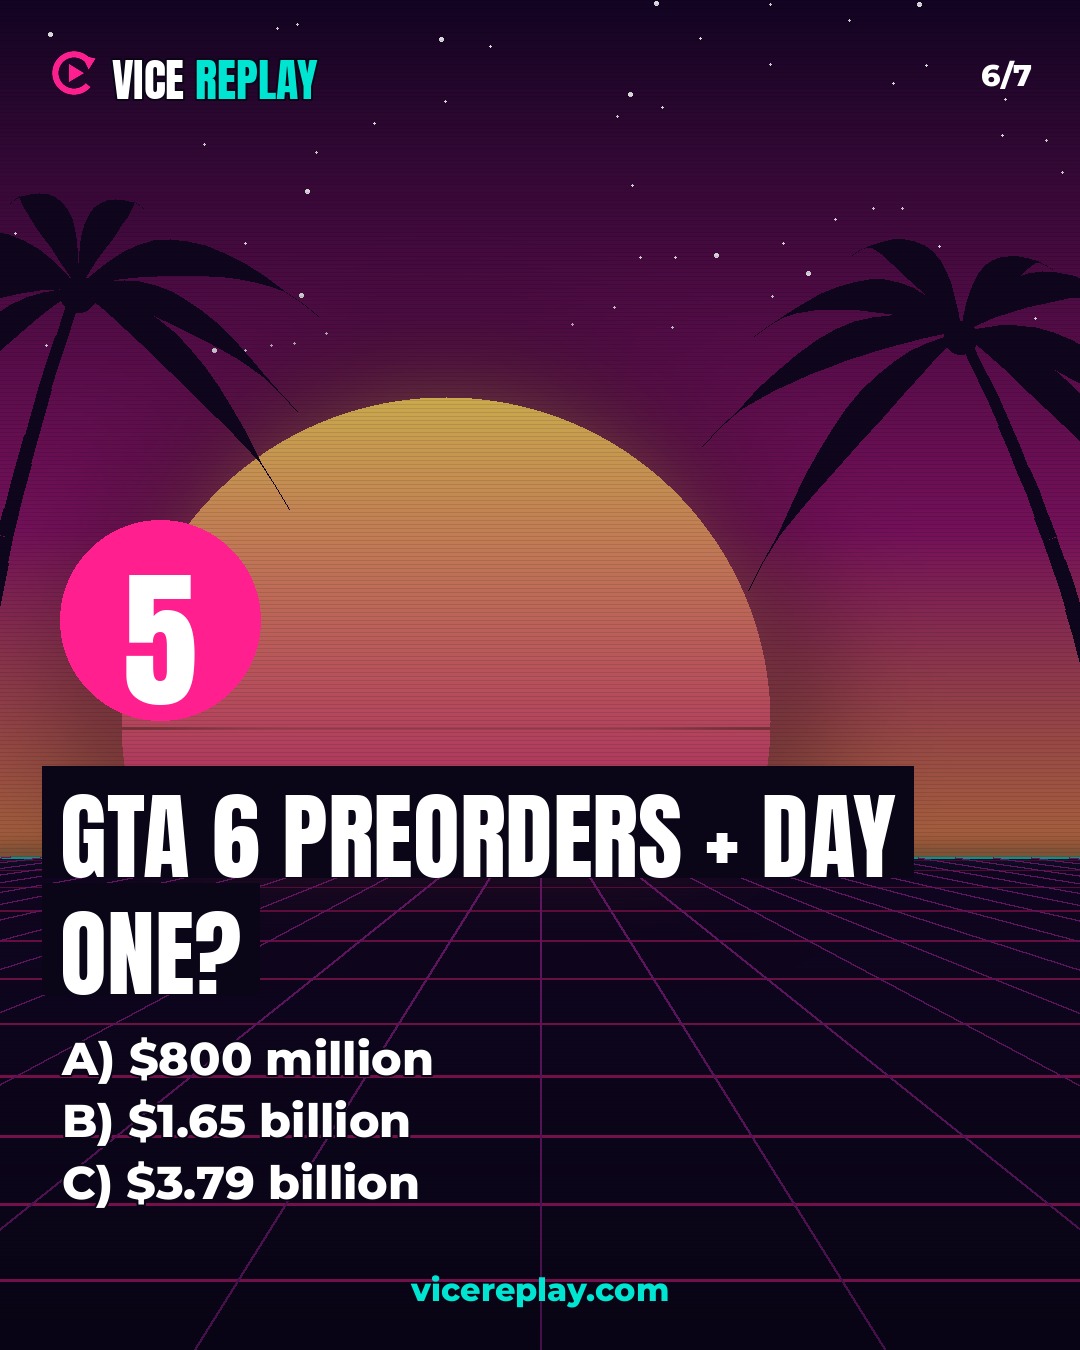 VICE REPLAY
6/7
5
GTA 6 PREORDERS + DAY
ONE?
A) $800 million
B) $1.65 billion
C) $3.79 billion
vicereplay.com